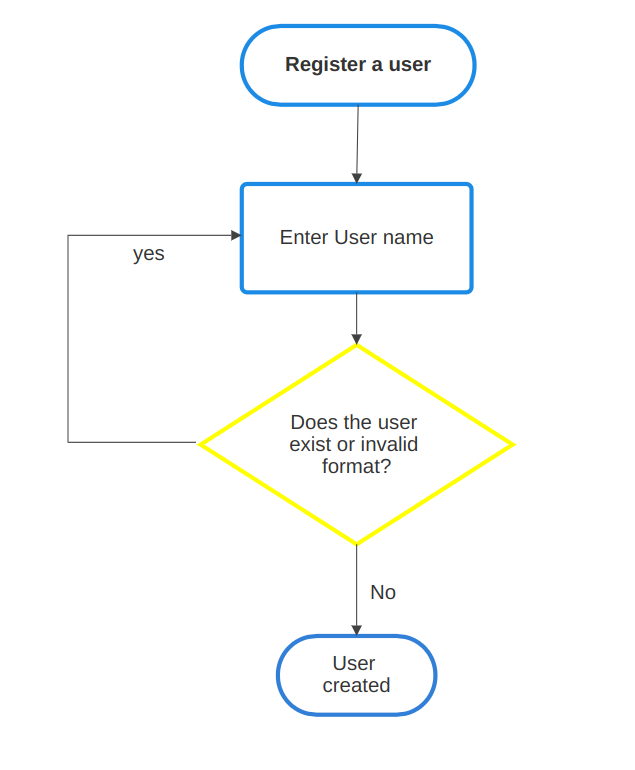 Register a user
Enter User name
yes
Does the user
exist or invalid
format?
No
User
created